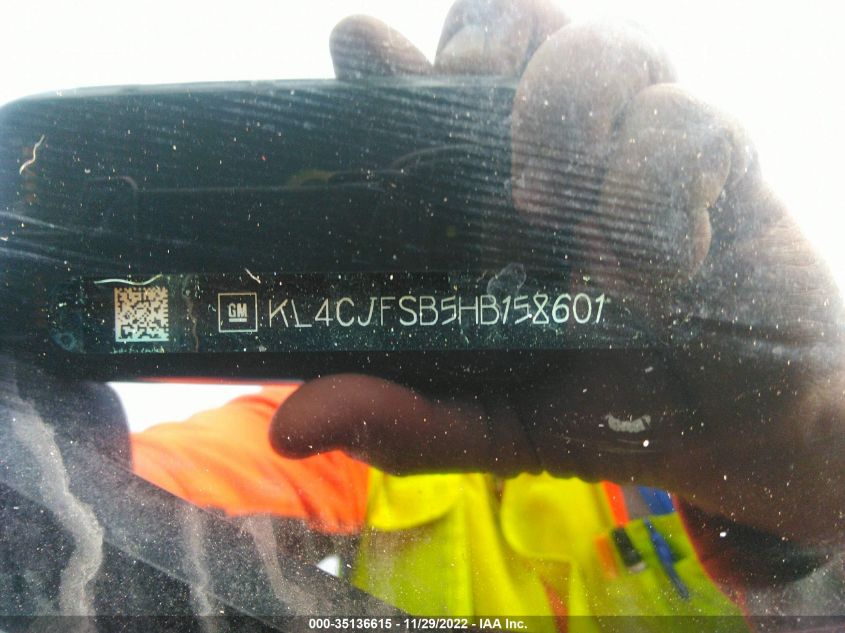 GM KL4CJFSB5HB158601
000-35136615 - 11/29/2022 - IAA Inc.